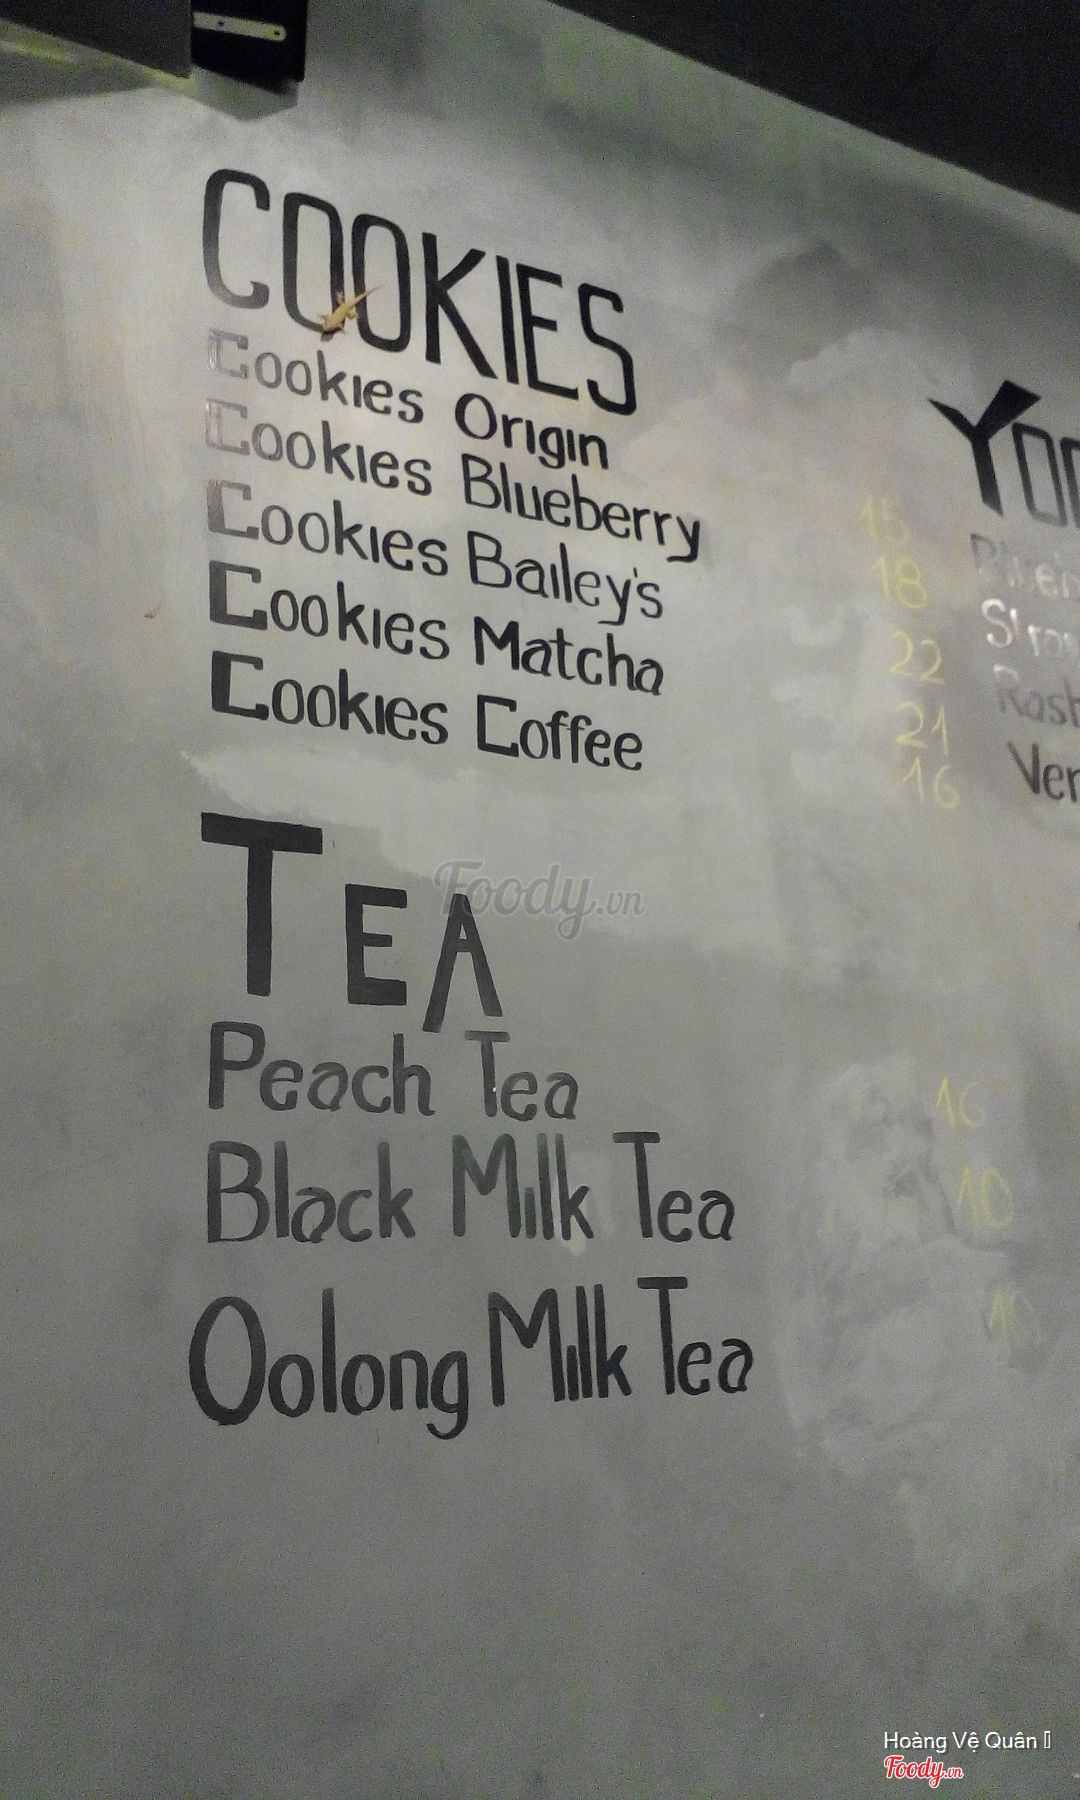 COOKIES
Cookies Origin 15
Cookies Blueberry 18
Cookies Bailey's 22
Cookies Matcha 21
Cookies Coffee 16
TEA
Foody.vn
Peach Tea 16
Black Milk Tea 10
Oolong Milk Tea
Hoàng Vệ Quân
Foody.vn